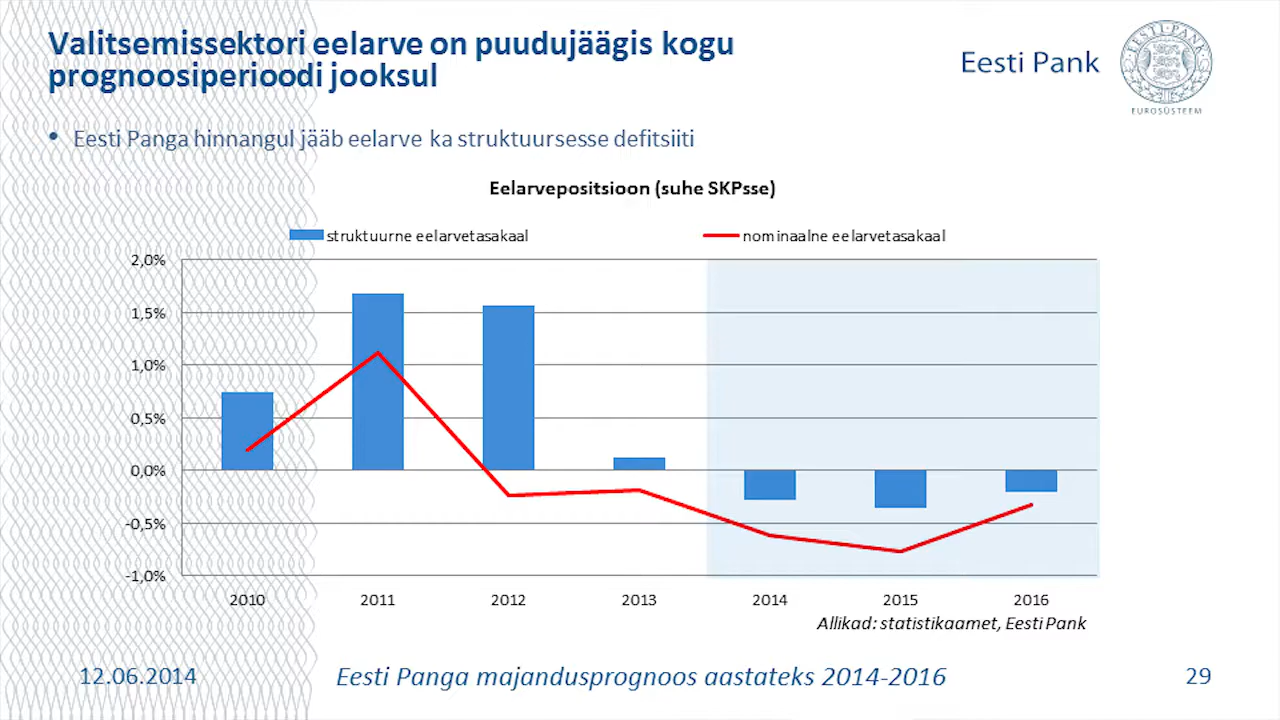 Valitsemissektori eelarve on puudujäägis kogu
prognoosiperioodi jooksul
Eesti Pank
EESTI·PANK
EUROSÜSTEEM
• Eesti Panga hinnangul jääb eelarve ka struktuursesse defitsiiti
Eelarvepositsioon (suhe SKPsse)
struktuurne eelarvetasakaal
nominaalne eelarvetasakaal
2,0%
1,5%
1,0%
0,5%
0,0%
-0,5%
-1,0%
2010 2011 2012 2013 2014 2015 2016
Allikad: statistikaamet, Eesti Pank
12.06.2014
Eesti Panga majandusprognoos aastateks 2014-2016
29